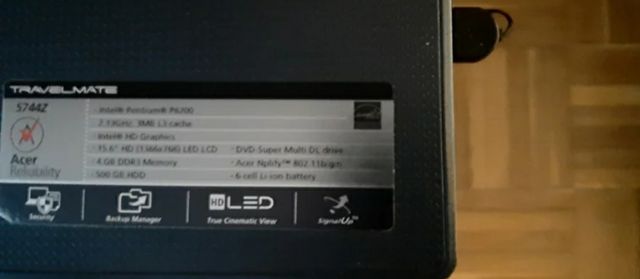 TRAVELMATE
5744Z
Acer
Reliability
· Intel® Pentium® P6200
· 2.13GHz, 3MB L3 cache
· Intel® HD Graphics
· 15.6" HD (1366x768) LED LCD
· 4 GB DDR3 Memory
· 500 GB HDD
· DVD-Super Multi DL drive
· Acer Nplify™ 802.11b/g/n
· 6 cell Li-ion battery
Security
Backup Manager
HD LED
True Cinematic View
SignalUp™